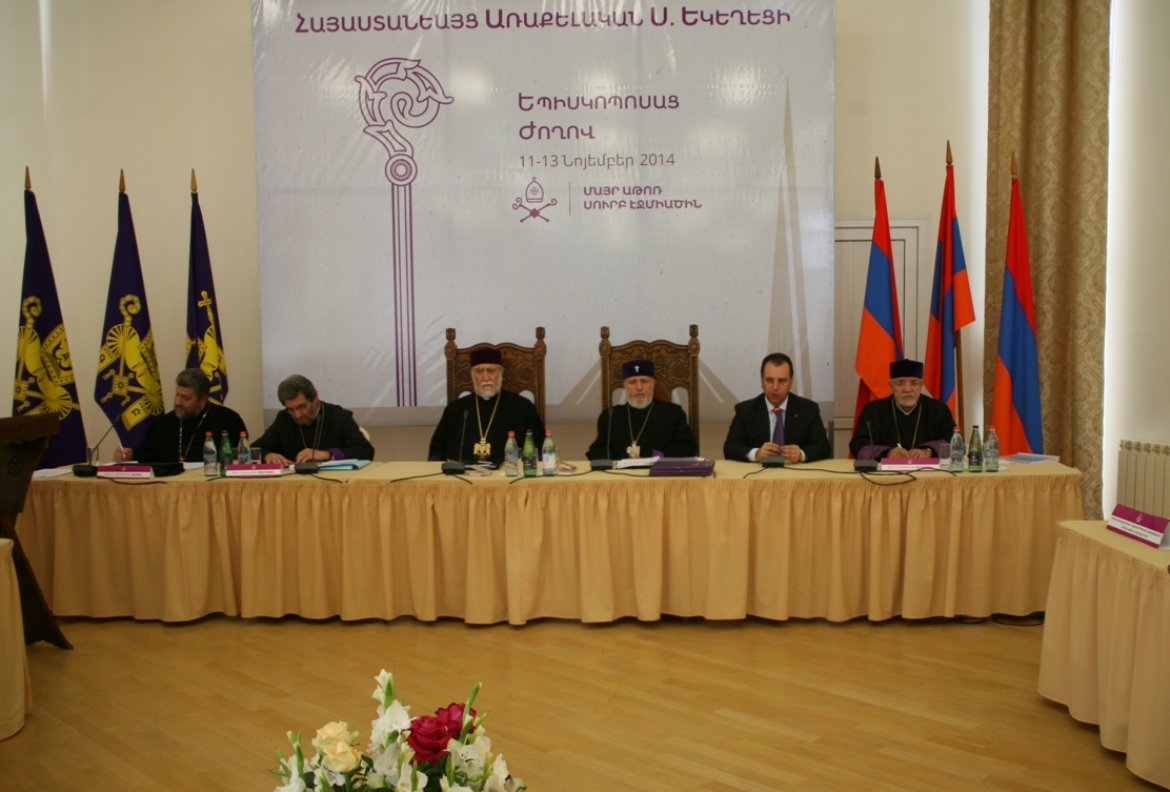 ՀԱՅԱՍՏԱՆԵԱՅՑ ԱՌԱՔԵԼԱԿԱՆ Ս. ԵԿԵՂԵՑԻ
ԵՊԻՍԿՈՊՈՍԱՑ
ԺՈՂՈՎ
11-13 Նոյեմբեր 2014
ՄԱՅՐ ԱԹՈՌ
ՍՈՒՐԲ ԷՋՄԻԱԾԻՆ